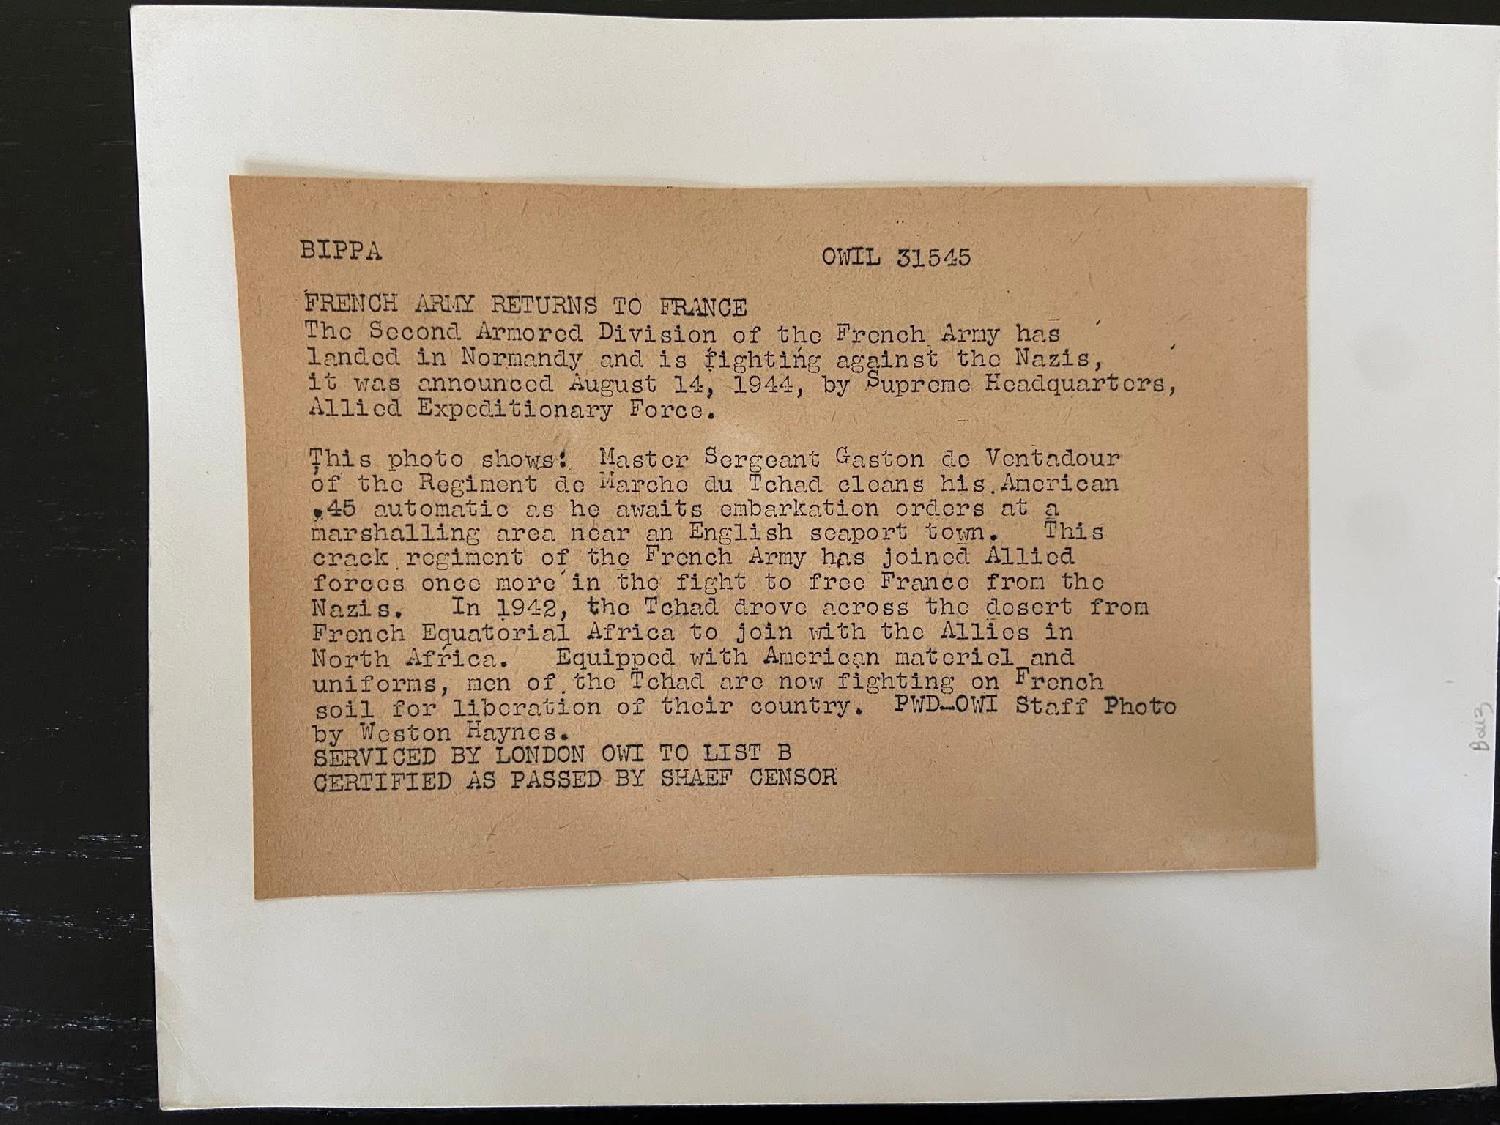 BIPPA OWIL 31545
FRENCH ARMY RETURNS TO FRANCE
The Second Armored Division of the French Army has
landed in Normandy and is fighting against the Nazis,
it was announced August 14, 1944, by Supreme Headquarters,
Allied Expeditionary Force.
This photo shows: Master Sergeant Gaston de Ventadour
of the Regiment de Marche du Tchad cleans his American
.45 automatic as he awaits embarkation orders at a
marshalling area near an English seaport town. This
crack regiment of the French Army has joined Allied
forces once more in the fight to free France from the
Nazis. In 1942, the Tchad drove across the desert from
French Equatorial Africa to join with the Allies in
North Africa. Equipped with American materiel and
uniforms, men of the Tchad are now fighting on French
soil for liberation of their country. PWD-OWI Staff Photo
by Weston Haynes.
SERVICED BY LONDON OWI TO LIST B
CERTIFIED AS PASSED BY SHAEF CENSOR